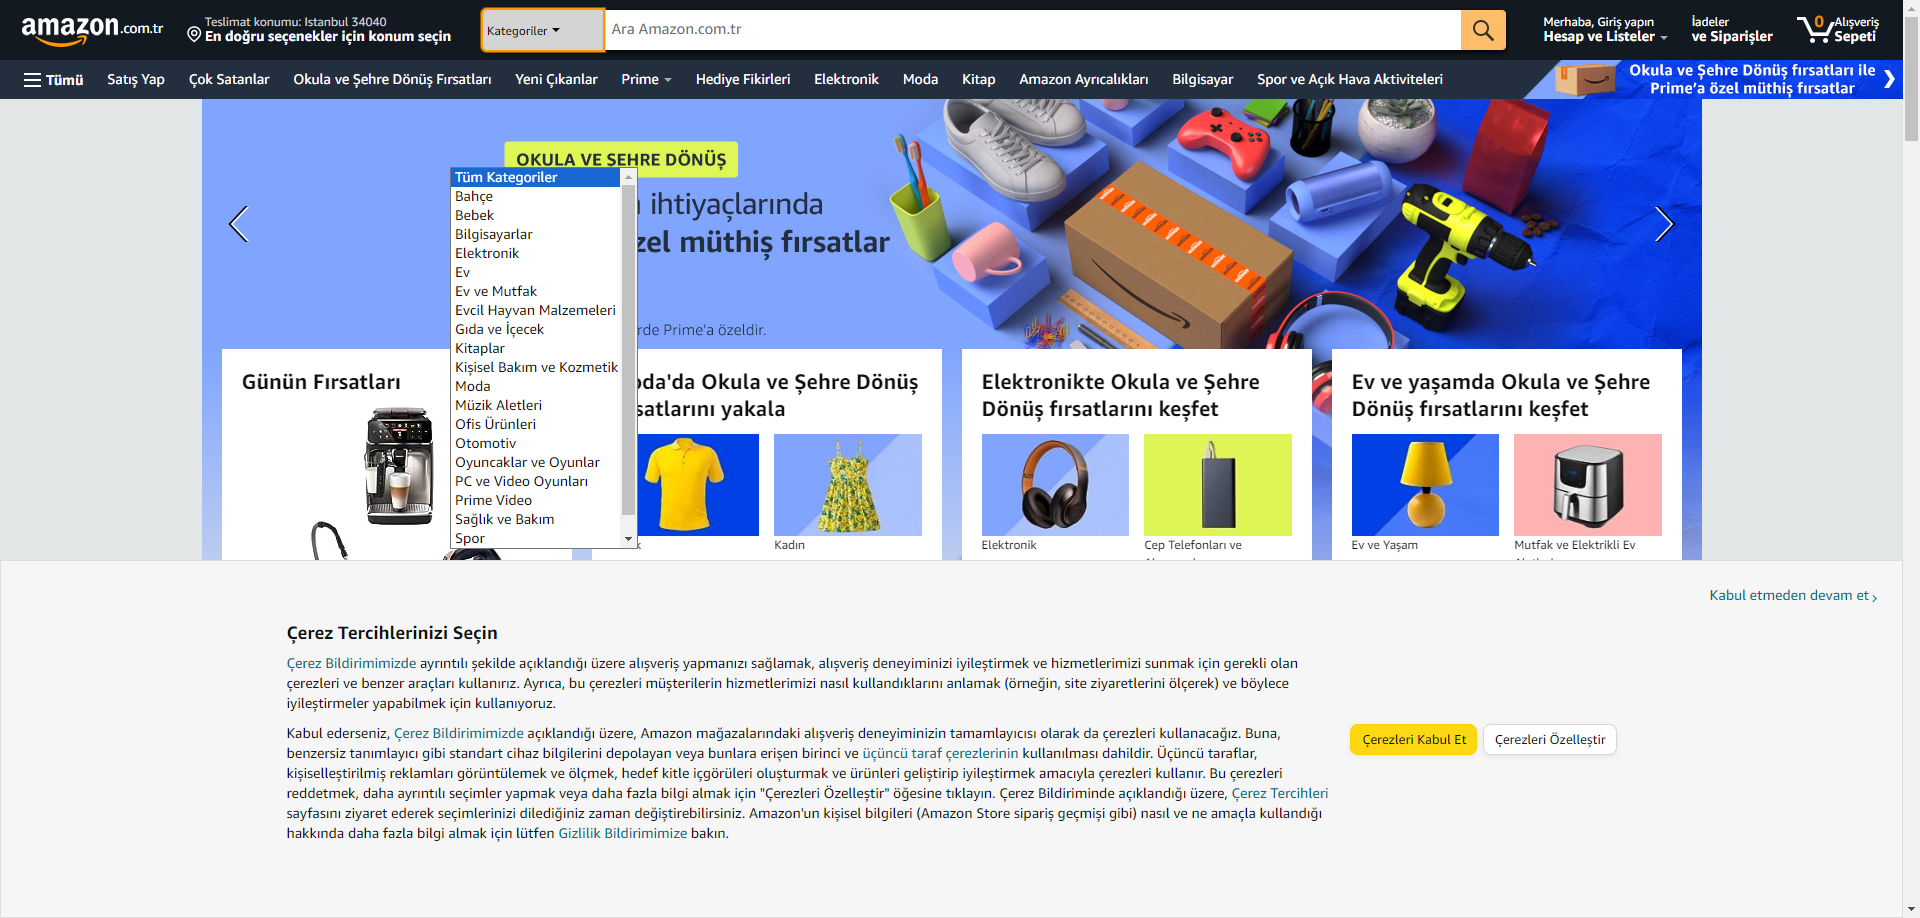 amazon.com.tr
Teslimat konumu: Istanbul 34040
En doğru seçenekler için konum seçin
Kategoriler
Ara Amazon.com.tr
Merhaba, Giriş yapın
Hesap ve Listeler
İadeler
ve Siparişler
0
Alışveriş
Sepeti
Tümü
Satış Yap
Çok Satanlar
Okula ve Şehre Dönüş Fırsatları
Yeni Çıkanlar
Prime
Hediye Fikirleri
Elektronik
Moda
Kitap
Amazon Ayrıcalıkları
Bilgisayar
Spor ve Açık Hava Aktiviteleri
Okula ve Şehre Dönüş fırsatları ile
Prime’a özel müthiş fırsatlar
OKULA VE ŞEHRE DÖNÜŞ
ihtiyaçlarında
zel müthiş fırsatlar
rde Prime'a özeldir.
Tüm Kategoriler
Bahçe
Bebek
Bilgisayarlar
Elektronik
Ev
Ev ve Mutfak
Evcil Hayvan Malzemeleri
Gıda ve İçecek
Kitaplar
Kişisel Bakım ve Kozmetik
Moda
Müzik Aletleri
Ofis Ürünleri
Otomotiv
Oyuncaklar ve Oyunlar
PC ve Video Oyunları
Prime Video
Sağlık ve Bakım
Spor
Günün Fırsatları
oda'da Okula ve Şehre Dönüş
satlarını yakala
k
Kadın
Elektronikte Okula ve Şehre
Dönüş fırsatlarını keşfet
Elektronik
Cep Telefonları ve
Ev ve yaşamda Okula ve Şehre
Dönüş fırsatlarını keşfet
Ev ve Yaşam
Mutfak ve Elektrikli Ev
Kabul etmeden devam et
Çerez Tercihlerinizi Seçin
Çerez Bildirimimizde ayrıntılı şekilde açıklandığı üzere alışveriş yapmanızı sağlamak, alışveriş deneyiminizi iyileştirmek ve hizmetlerimizi sunmak için gerekli olan
çerezleri ve benzer araçları kullanırız. Ayrıca, bu çerezleri müşterilerin hizmetlerimizi nasıl kullandıklarını anlamak (örneğin, site ziyaretlerini ölçerek) ve böylece
iyileştirmeler yapabilmek için kullanıyoruz.
Kabul ederseniz, Çerez Bildirimimizde açıklandığı üzere, Amazon mağazalarındaki alışveriş deneyiminizin tamamlayıcısı olarak da çerezleri kullanacağız. Buna,
benzersiz tanımlayıcı gibi standart cihaz bilgilerini depolayan veya bunlara erişen birinci ve üçüncü taraf çerezlerinin kullanılması dahildir. Üçüncü taraflar,
kişiselleştirilmiş reklamları görüntülemek ve ölçmek, hedef kitle içgörüleri oluşturmak ve ürünleri geliştirip iyileştirmek amacıyla çerezleri kullanır. Bu çerezleri
reddetmek, daha ayrıntılı seçimler yapmak veya daha fazla bilgi almak için "Çerezleri Özelleştir" öğesine tıklayın. Çerez Bildiriminde açıklandığı üzere, Çerez Tercihleri
sayfasını ziyaret ederek seçimlerinizi dilediğiniz zaman değiştirebilirsiniz. Amazon'un kişisel bilgileri (Amazon Store sipariş geçmişi gibi) nasıl ve ne amaçla kullandığı
hakkında daha fazla bilgi almak için lütfen Gizlilik Bildirimimize bakın.
Çerezleri Kabul Et
Çerezleri Özelleştir